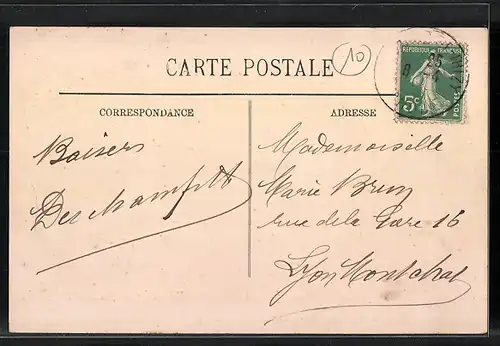 10
REPUBLIQUE FRANÇAISE
5c
POSTES
CARTE POSTALE
CORRESPONDANCE
ADRESSE
Baisers
Mademoiselle
Marie Brun
rue de la Gare 16
Lyon Montchat